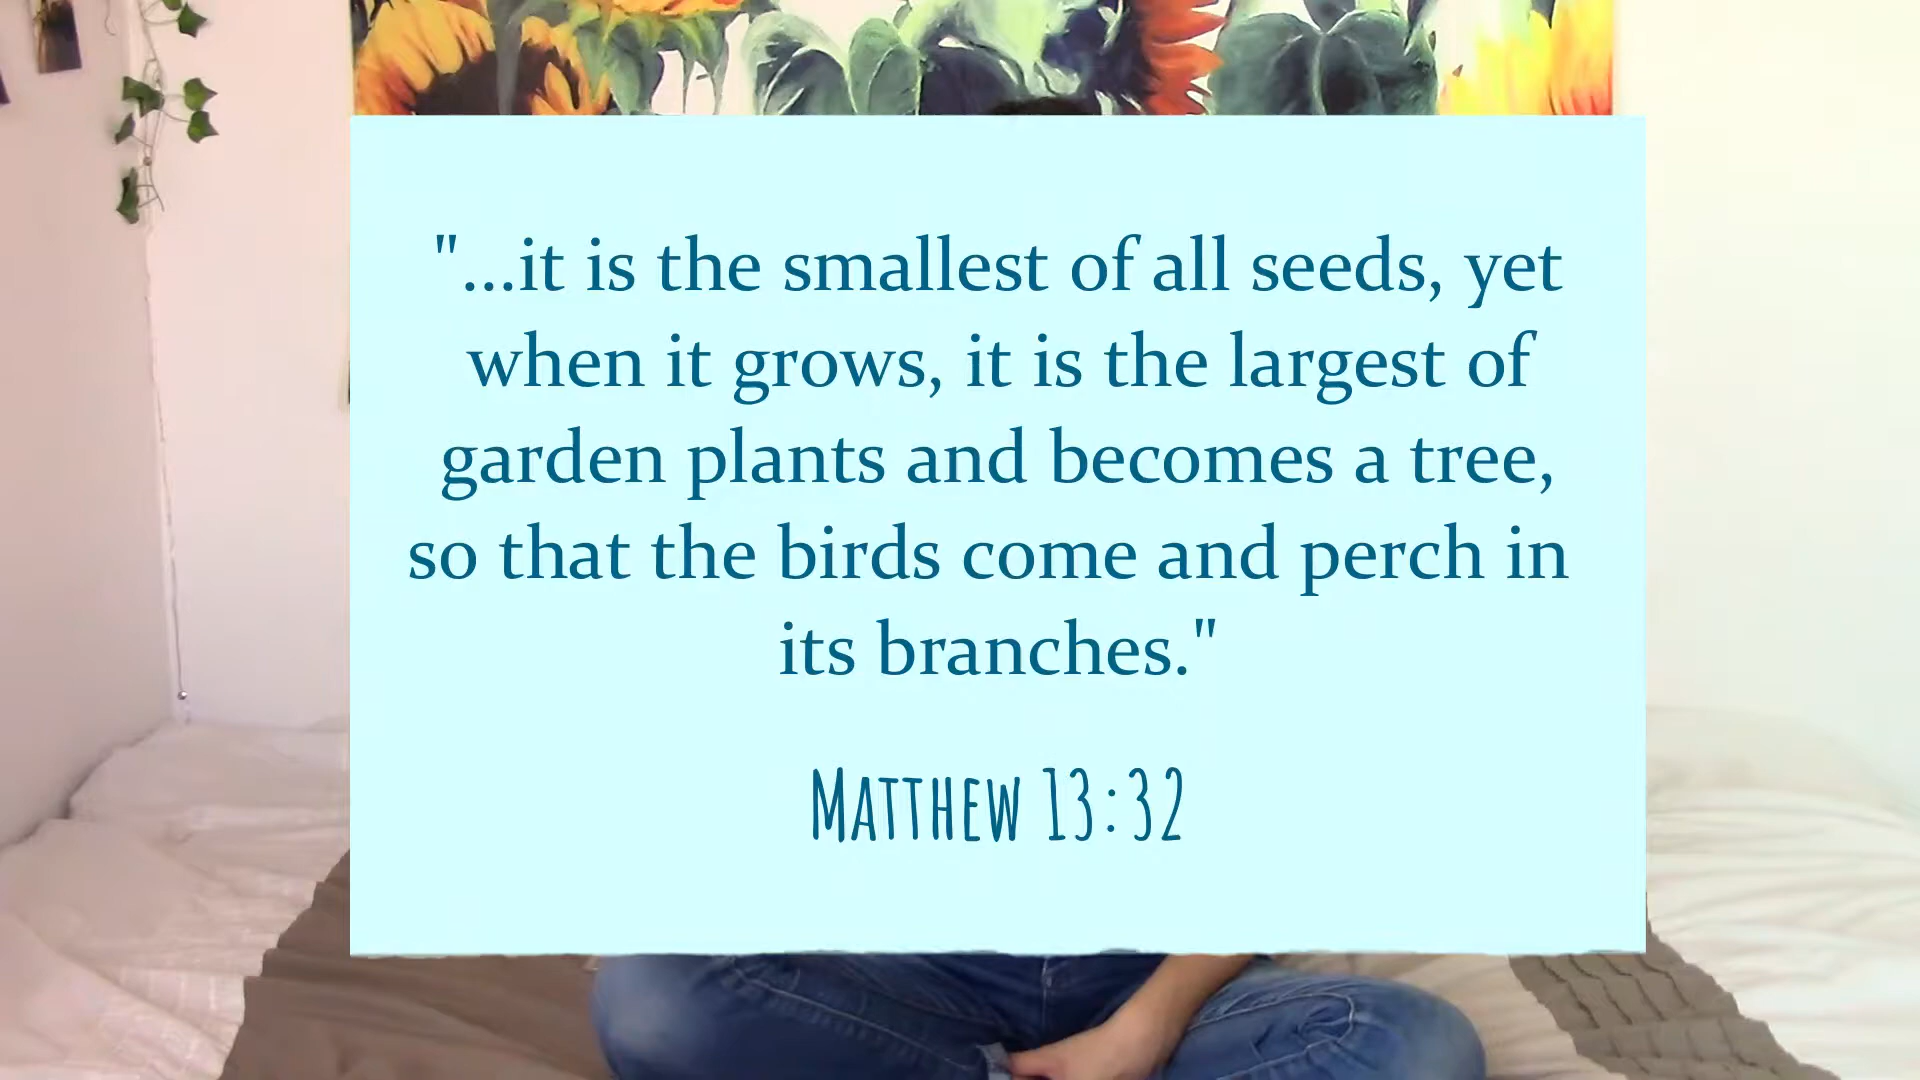 "...it is the smallest of all seeds, yet
when it grows, it is the largest of
garden plants and becomes a tree,
so that the birds come and perch in
its branches."
MATTHEW 13:32